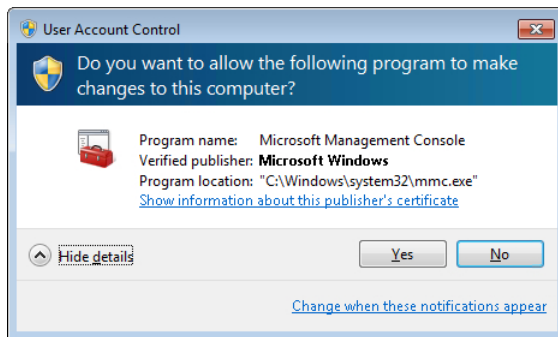 User Account Control
Do you want to allow the following program to make
changes to this computer?
Program name: Microsoft Management Console
Verified publisher: Microsoft Windows
Program location: "C:\Windows\system32\mmc.exe"
Show information about this publisher's certificate
Hide details
Yes
No
Change when these notifications appear